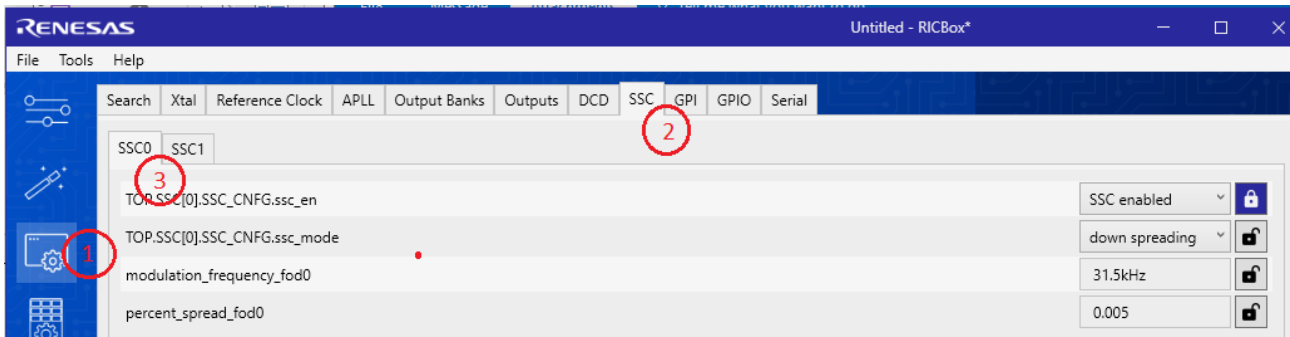 RENESAS
Untitled - RICBox*
File Tools Help
Search Xtal Reference Clock APLL Output Banks Outputs DCD SSC GPI GPIO Serial
2
SSC0 SSC1
3
TOP.SSC[0].SSC_CNFG.ssc_en SSC enabled
TOP.SSC[0].SSC_CNFG.ssc_mode down spreading
1
modulation_frequency_fod0 31.5kHz
percent_spread_fod0 0.005